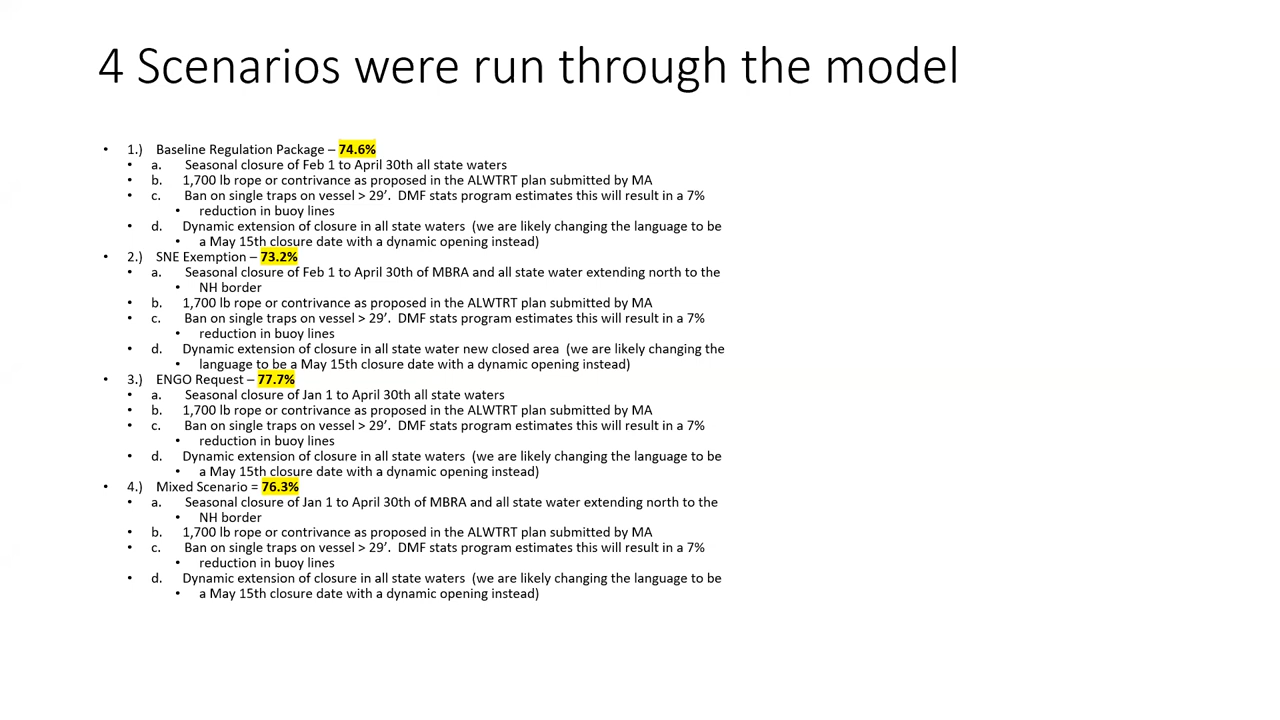 4 Scenarios were run through the model
• 1.) Baseline Regulation Package – 74.6%
• a. Seasonal closure of Feb 1 to April 30th all state waters
• b. 1,700 lb rope or contrivance as proposed in the ALWTRT plan submitted by MA
• c. Ban on single traps on vessel > 29’. DMF stats program estimates this will result in a 7%
• reduction in buoy lines
• d. Dynamic extension of closure in all state waters (we are likely changing the language to be
• a May 15th closure date with a dynamic opening instead)
• 2.) SNE Exemption – 73.2%
• a. Seasonal closure of Feb 1 to April 30th of MBRA and all state water extending north to the
• NH border
• b. 1,700 lb rope or contrivance as proposed in the ALWTRT plan submitted by MA
• c. Ban on single traps on vessel > 29’. DMF stats program estimates this will result in a 7%
• reduction in buoy lines
• d. Dynamic extension of closure in all state water new closed area (we are likely changing the
• language to be a May 15th closure date with a dynamic opening instead)
• 3.) ENGO Request – 77.7%
• a. Seasonal closure of Jan 1 to April 30th all state waters
• b. 1,700 lb rope or contrivance as proposed in the ALWTRT plan submitted by MA
• c. Ban on single traps on vessel > 29’. DMF stats program estimates this will result in a 7%
• reduction in buoy lines
• d. Dynamic extension of closure in all state waters (we are likely changing the language to be
• a May 15th closure date with a dynamic opening instead)
• 4.) Mixed Scenario = 76.3%
• a. Seasonal closure of Jan 1 to April 30th of MBRA and all state water extending north to the
• NH border
• b. 1,700 lb rope or contrivance as proposed in the ALWTRT plan submitted by MA
• c. Ban on single traps on vessel > 29’. DMF stats program estimates this will result in a 7%
• reduction in buoy lines
• d. Dynamic extension of closure in all state waters (we are likely changing the language to be
• a May 15th closure date with a dynamic opening instead)